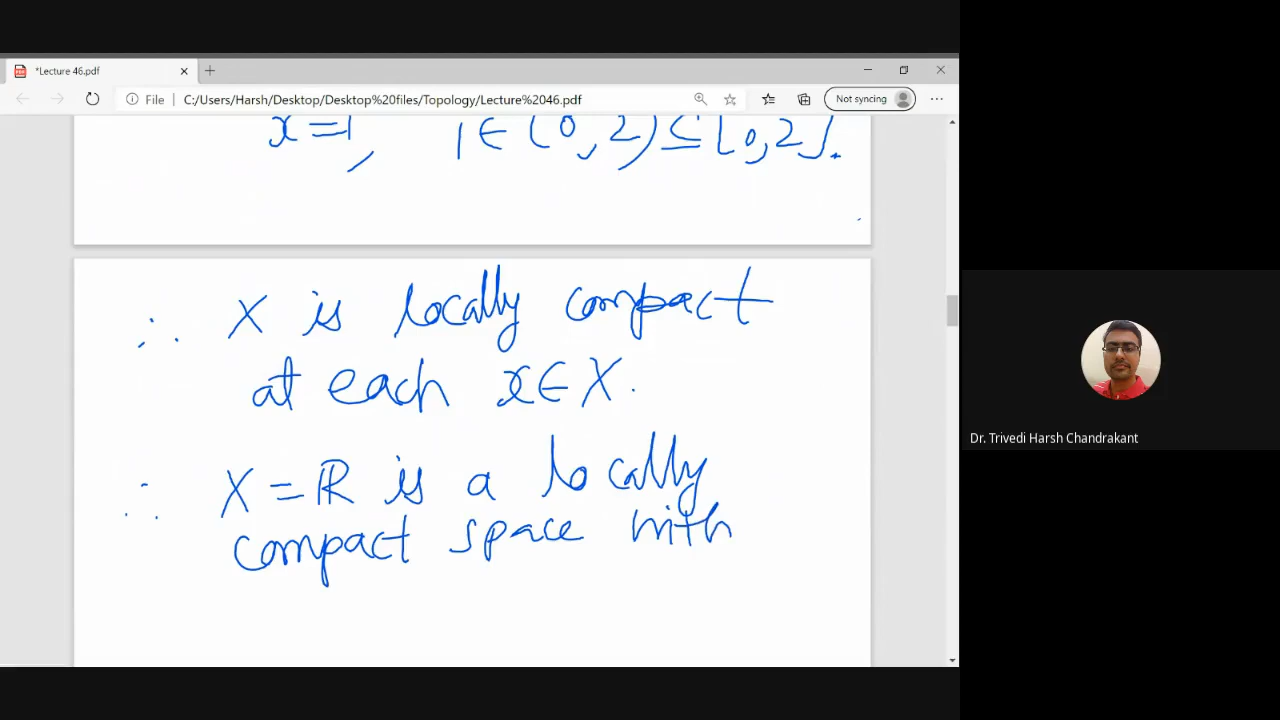 *Lecture 46.pdf
File | C:/Users/Harsh/Desktop/Desktop%20files/Topology/Lecture%2046.pdf
Not syncing
x=1, 1∈(0,2)⊆[0,2].
∴ X is locally compact
at each x∈X.
∴ X=ℝ is a locally
compact space with
Dr. Trivedi Harsh Chandrakant